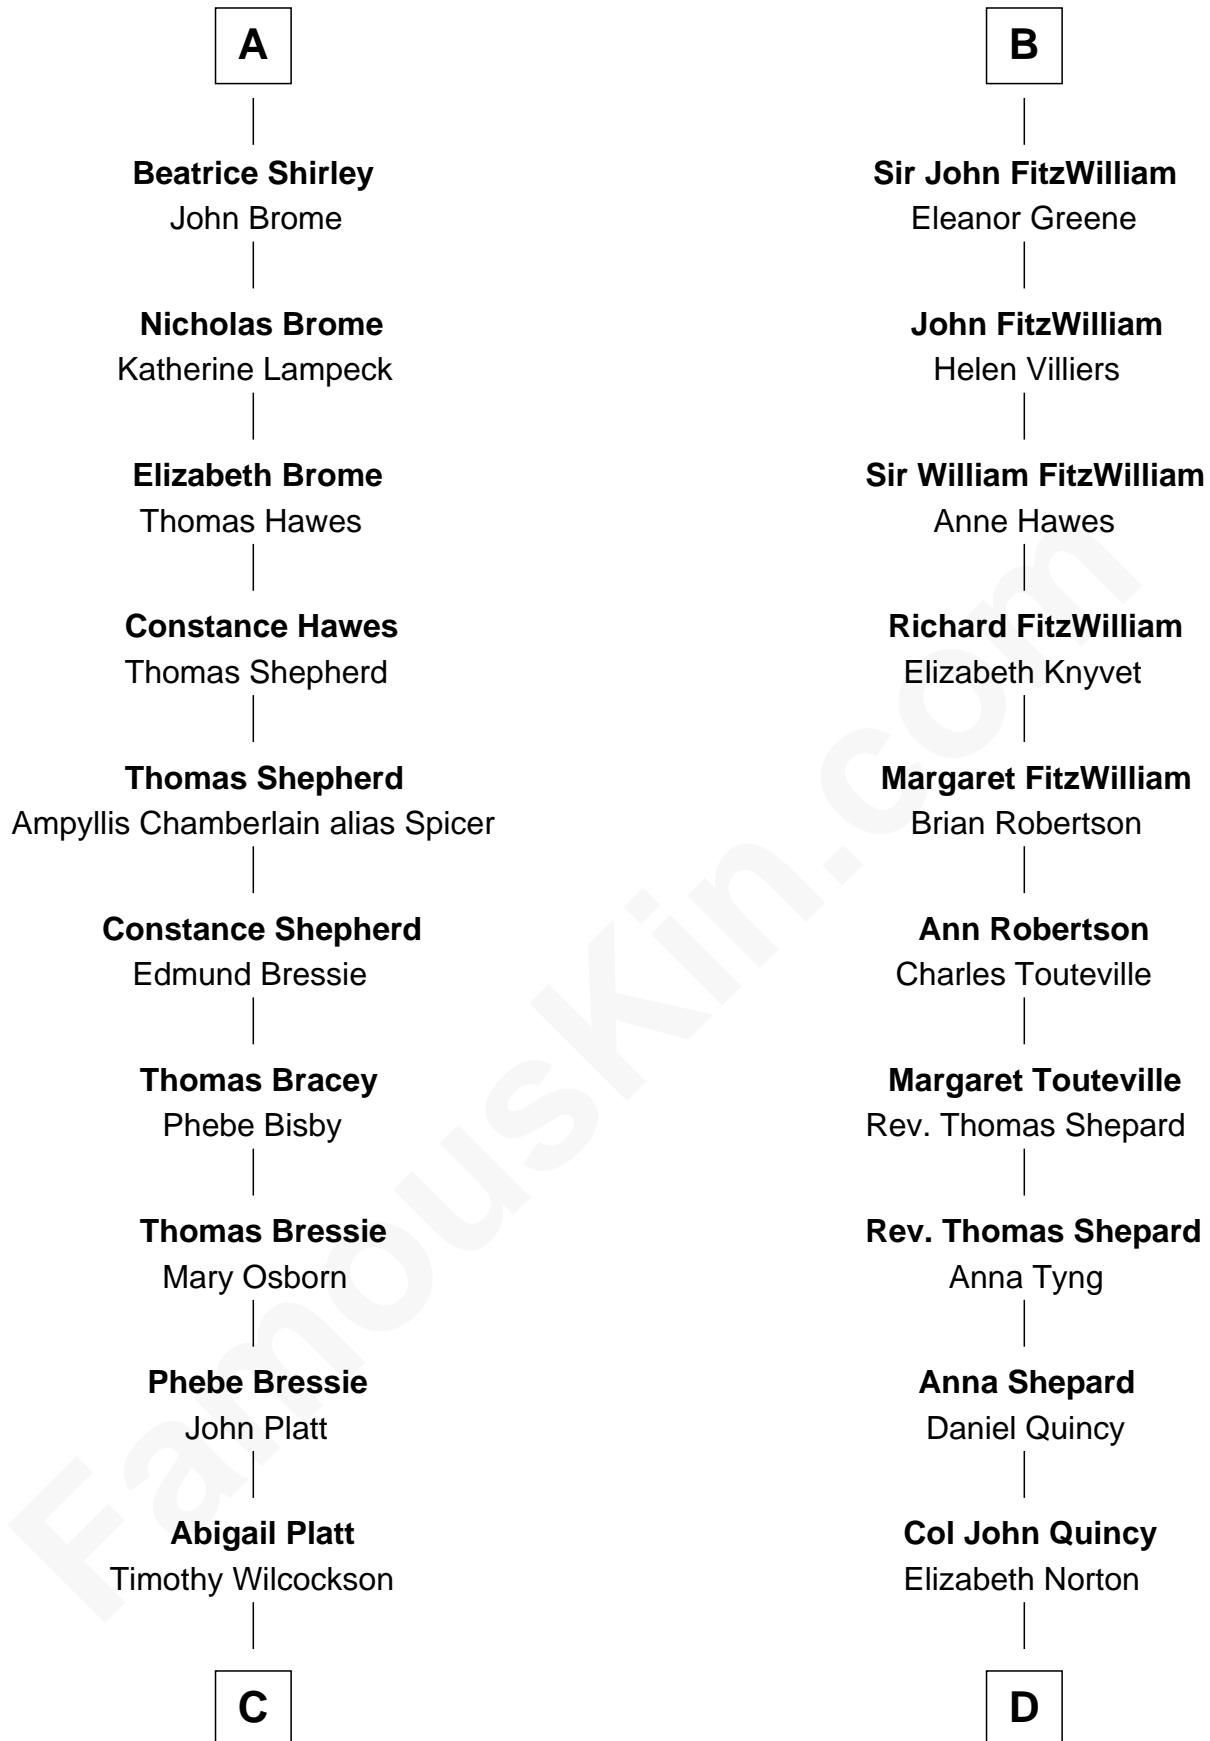 A
Beatrice Shirley
John Brome
Nicholas Brome
Katherine Lampeck
Elizabeth Brome
Thomas Hawes
Constance Hawes
Thomas Shepherd
Thomas Shepherd
Ampyllis Chamberlain alias Spicer
Constance Shepherd
Edmund Bressie
Thomas Bracey
Phebe Bisby
Thomas Bressie
Mary Osborn
Phebe Bressie
John Platt
Abigail Platt
Timothy Wilcockson
C
B
Sir John FitzWilliam
Eleanor Greene
John FitzWilliam
Helen Villiers
Sir William FitzWilliam
Anne Hawes
Richard FitzWilliam
Elizabeth Knyvet
Margaret FitzWilliam
Brian Robertson
Ann Robertson
Charles Touteville
Margaret Touteville
Rev. Thomas Shepard
Rev. Thomas Shepard
Anna Tyng
Anna Shepard
Daniel Quincy
Col John Quincy
Elizabeth Norton
D
FamousKin.com